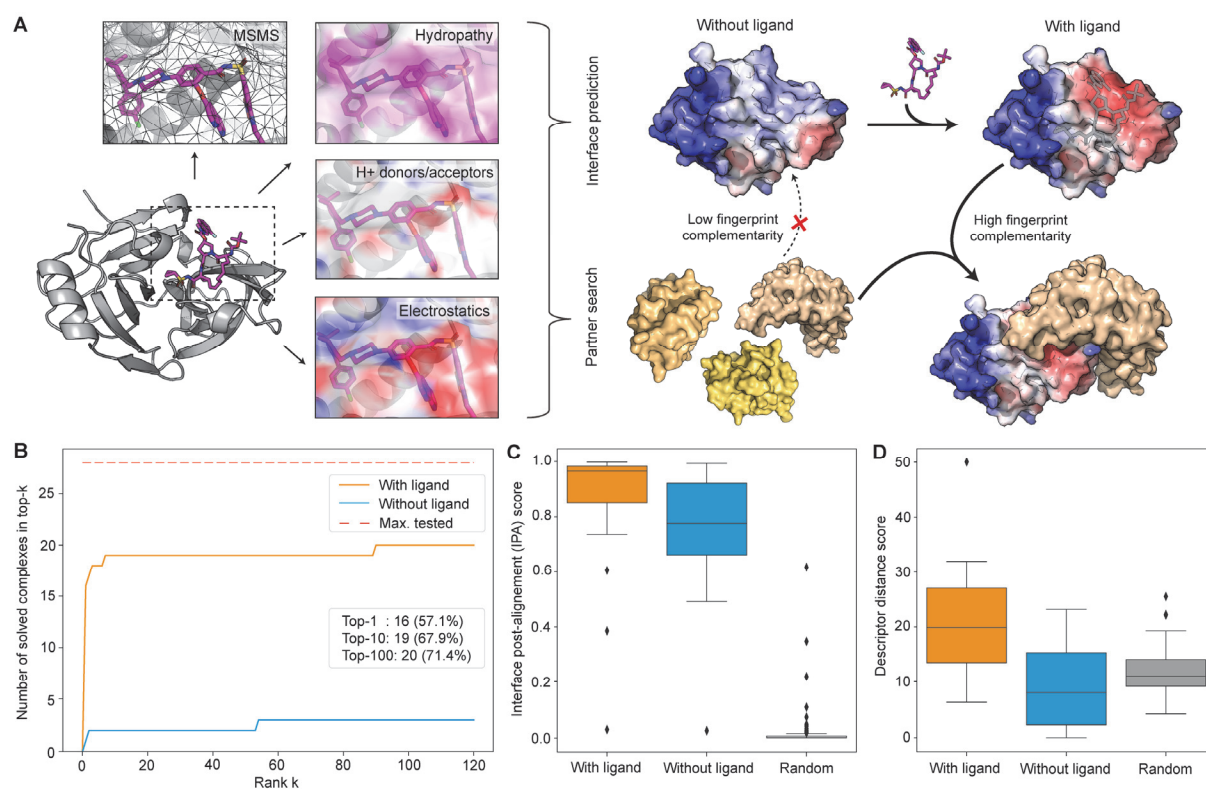 A
MSMS
Hydropathy
H+ donors/acceptors
Electrostatics
Interface prediction
Partner search
Without ligand
With ligand
Low fingerprint
complementarity
High fingerprint
complementarity
B
Number of solved complexes in top-k
25
20
15
10
5
0
With ligand
Without ligand
Max. tested
Top-1 : 16 (57.1%)
Top-10: 19 (67.9%)
Top-100: 20 (71.4%)
0
20
40
60
80
100
120
Rank k
C
Interface post-alignement (IPA) score
1.0
0.8
0.6
0.4
0.2
0.0
With ligand
Without ligand
Random
D
Descriptor distance score
50
40
30
20
10
0
With ligand
Without ligand
Random